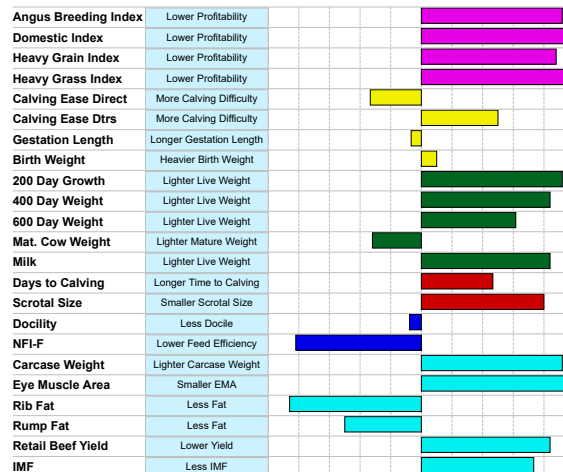 Angus Breeding Index Lower Profitability
Domestic Index Lower Profitability
Heavy Grain Index Lower Profitability
Heavy Grass Index Lower Profitability
Calving Ease Direct More Calving Difficulty
Calving Ease Dtrs More Calving Difficulty
Gestation Length Longer Gestation Length
Birth Weight Heavier Birth Weight
200 Day Growth Lighter Live Weight
400 Day Weight Lighter Live Weight
600 Day Weight Lighter Live Weight
Mat. Cow Weight Lighter Mature Weight
Milk Lighter Live Weight
Days to Calving Longer Time to Calving
Scrotal Size Smaller Scrotal Size
Docility Less Docile
NFI-F Lower Feed Efficiency
Carcase Weight Lighter Carcase Weight
Eye Muscle Area Smaller EMA
Rib Fat Less Fat
Rump Fat Less Fat
Retail Beef Yield Lower Yield
IMF Less IMF